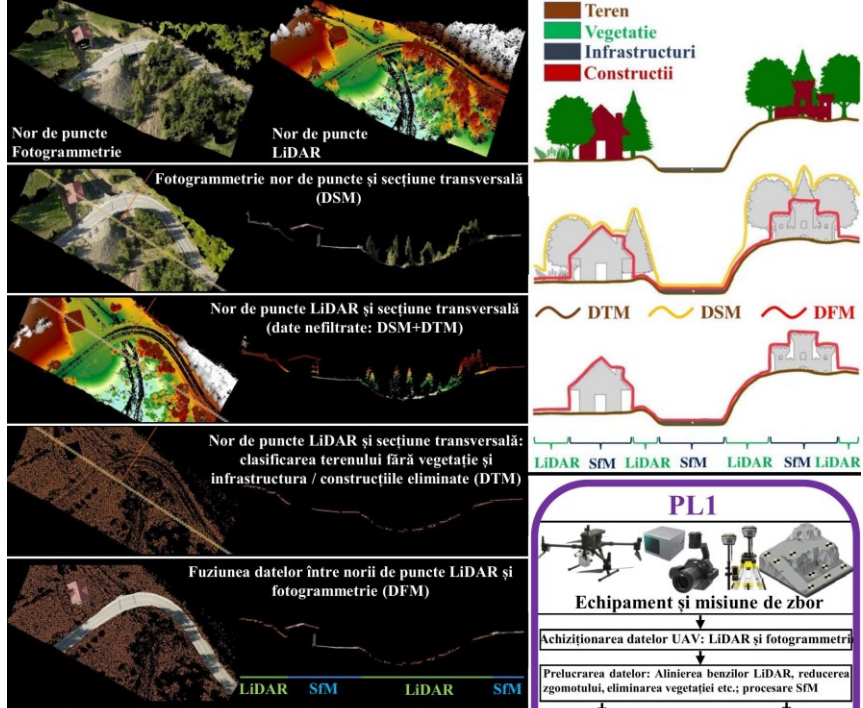 Nor de puncte
Fotogrammetrie
Nor de puncte
LiDAR
Fotogrammetrie nor de puncte și secțiune transversală
(DSM)
Nor de puncte LiDAR și secțiune transversală
(date nefiltrate: DSM+DTM)
Nor de puncte LiDAR și secțiune transversală:
clasificarea terenului fără vegetație și
infrastructura / construcțiile eliminate (DTM)
Fuziunea datelor între norii de puncte LiDAR și
fotogrammetrie (DFM)
LiDAR SfM LiDAR SfM
Teren
Vegetatie
Infrastructuri
Constructii
DTM DSM DFM
LiDAR SfM LiDAR SfM LiDAR SfM LiDAR
PL1
Echipament și misiune de zbor
Achiziționarea datelor UAV: LiDAR și fotogrammetri
Prelucrarea datelor: Alinierea benzilor LiDAR, reducerea
zgomotului, eliminarea vegetației etc.; procesare SfM